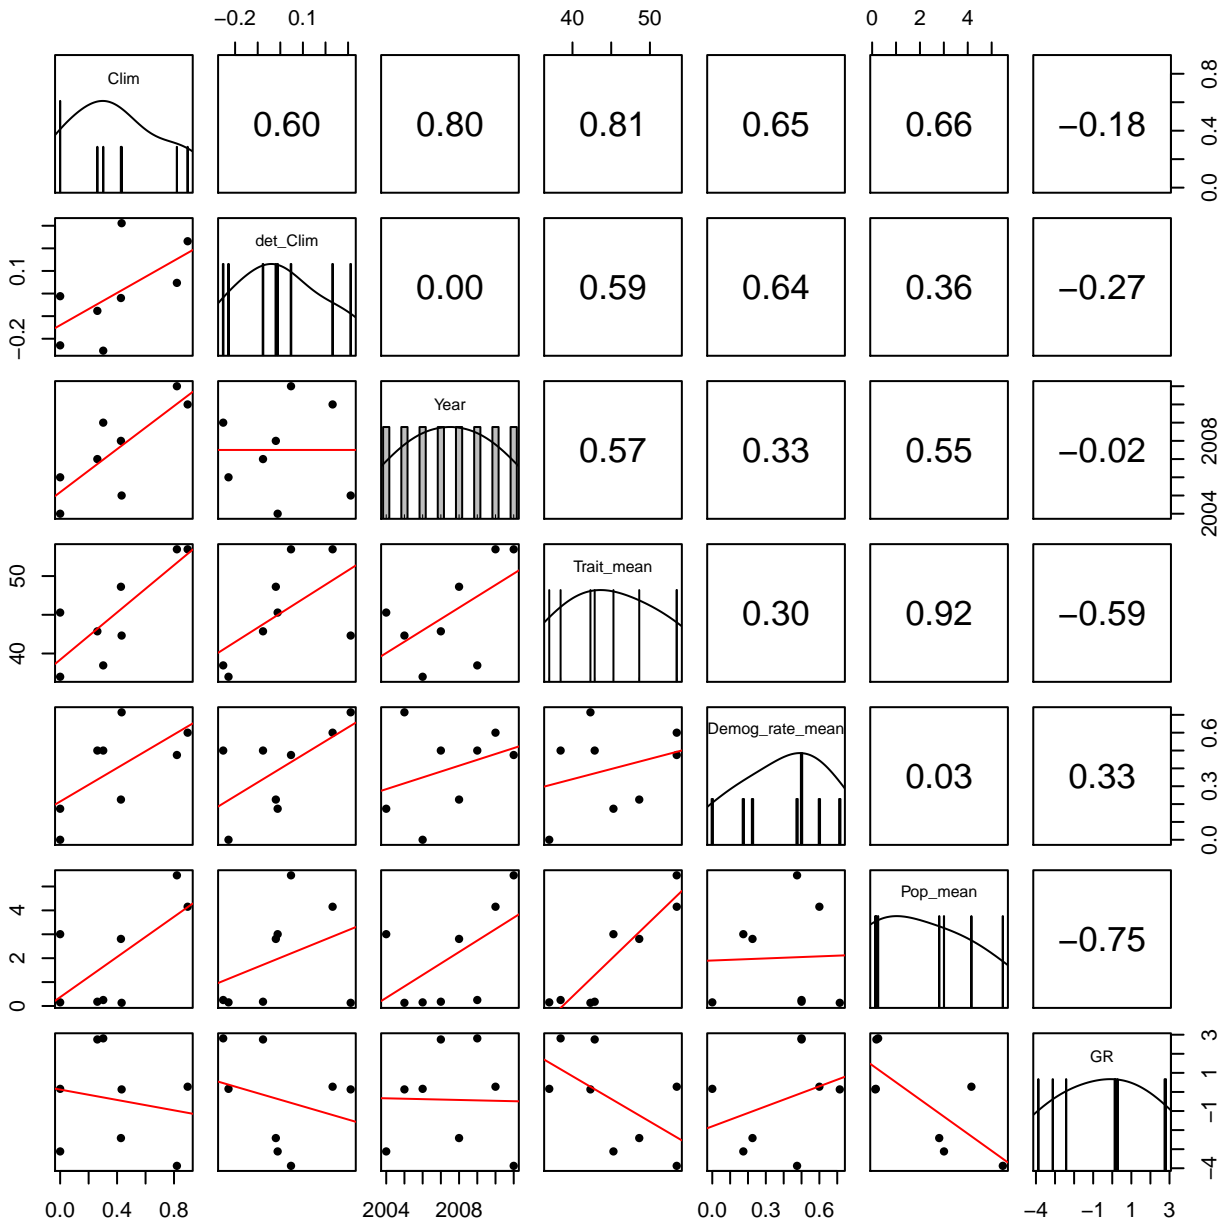 −0.2 0.1 40 50 0 2 4
Clim
0.60 0.80 0.81 0.65 0.66 −0.18
0.0 0.4 0.8
det_Clim
0.00 0.59 0.64 0.36 −0.27
−0.2 0.1
Year
0.57 0.33 0.55 −0.02
2004 2008
Trait_mean
0.30 0.92 −0.59
40 50
Demog_rate_mean
0.03 0.33
0.0 0.3 0.6
Pop_mean
−0.75
0 2 4
GR
−4 −1 1 3
0.0 0.4 0.8 2004 2008 0.0 0.3 0.6 −4 −1 1 3